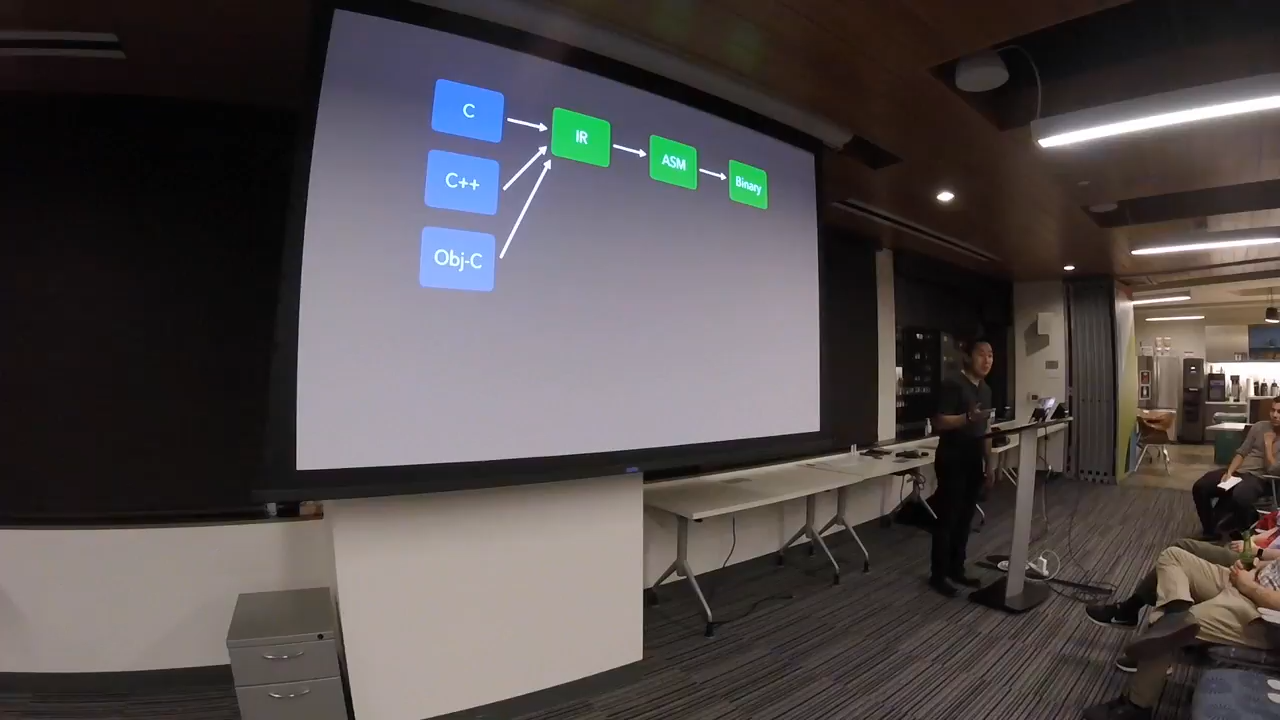 C
C++
Obj-C
IR
ASM
Binary